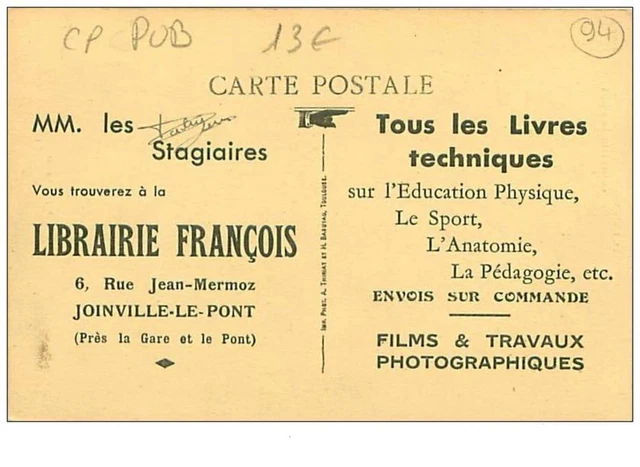 CP PUB 13€ 94
CARTE POSTALE
MM. les
Stagiaires
Vous trouverez à la
LIBRAIRIE FRANÇOIS
6, Rue Jean-Mermoz
JOINVILLE-LE-PONT
(Près la Gare et le Pont)
Tous les Livres
techniques
sur l'Education Physique,
Le Sport,
L'Anatomie,
La Pédagogie, etc.
ENVOIS SUR COMMANDE
FILMS & TRAVAUX
PHOTOGRAPHIQUES